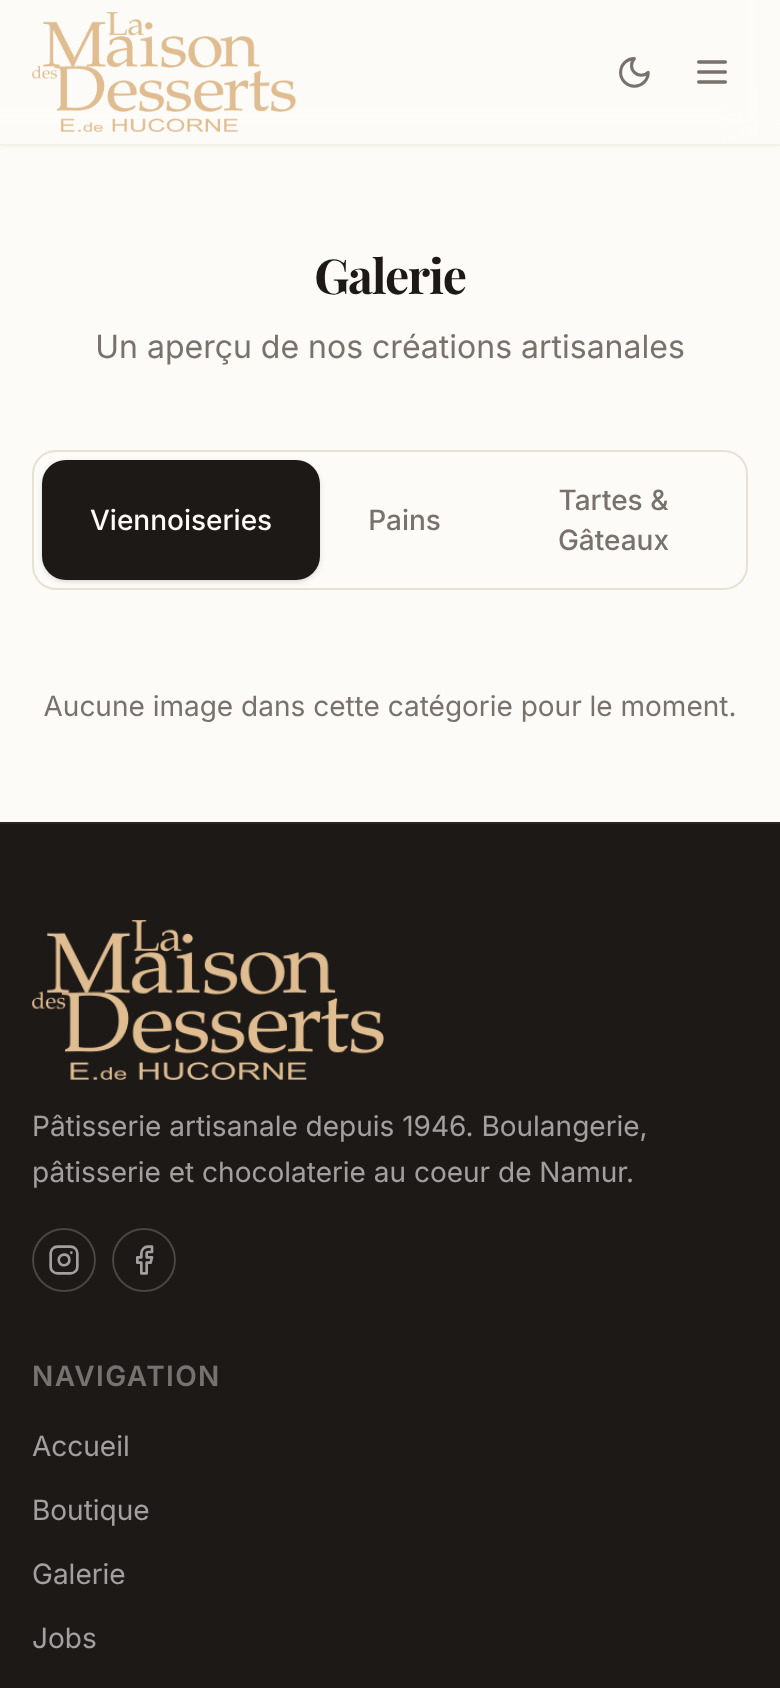 La
Maison
des
Desserts
E.de HUCORNE
Galerie
Un aperçu de nos créations artisanales
Viennoiseries
Pains
Tartes &
Gâteaux
Aucune image dans cette catégorie pour le moment.
La
Maison
des
Desserts
E.de HUCORNE
Pâtisserie artisanale depuis 1946. Boulangerie,
pâtisserie et chocolaterie au coeur de Namur.
NAVIGATION
Accueil
Boutique
Galerie
Jobs